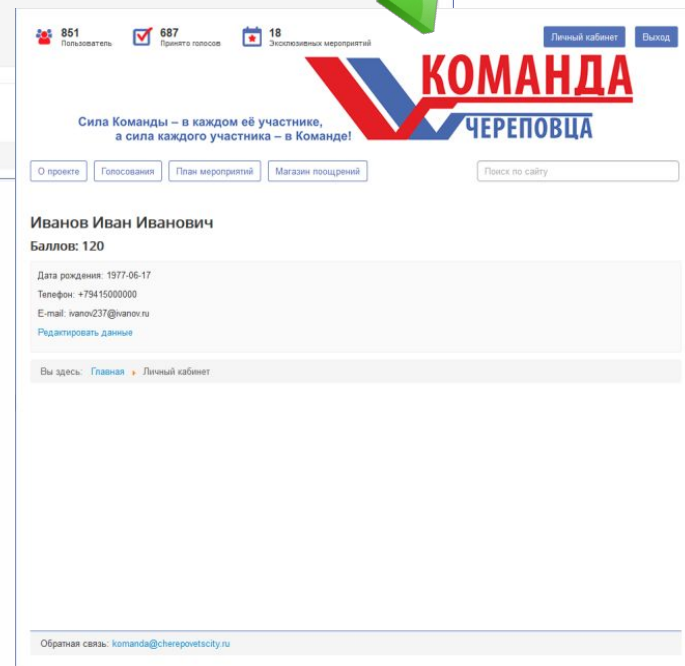 851
Пользователь
687
Принято голосов
18
Эксклюзивных мероприятий
Личный кабинет
Выход
КОМАНДА
ЧЕРЕПОВЦА
Сила Команды – в каждом её участнике,
а сила каждого участника – в Команде!
О проекте
Голосования
План мероприятий
Магазин поощрений
Поиск по сайту
Иванов Иван Иванович
Баллов: 120
Дата рождения: 1977-06-17
Телефон: +79415000000
E-mail: ivanov237@ivanov.ru
Редактировать данные
Вы здесь: Главная ▸ Личный кабинет
Обратная связь: komanda@cherepovetscity.ru